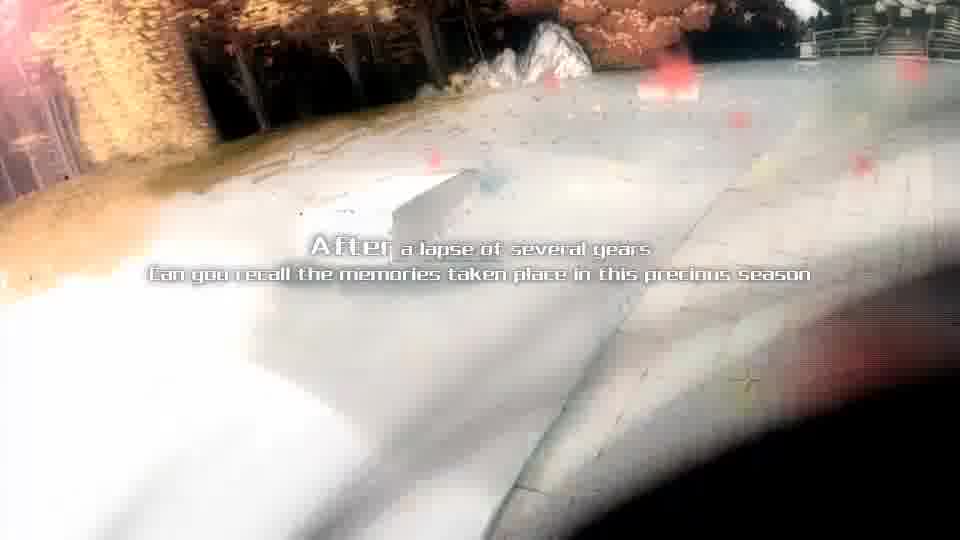 After a lapse of several years
Can you recall the memories taken place in this precious season